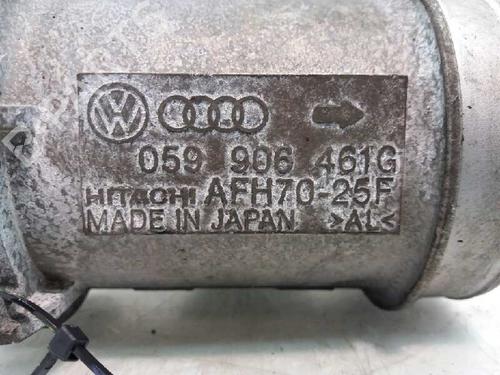 059 906 461G
HITACHI AFH70-25F
MADE IN JAPAN >AL<